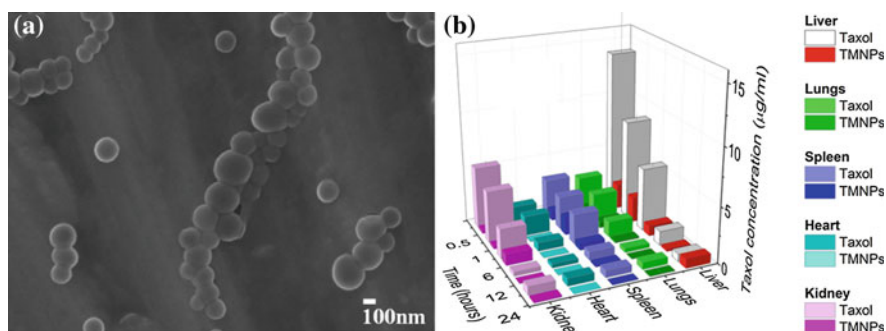 (a)
100nm
(b)
15
10
5
0
Taxol concentration (µg/ml)
0.5
1
6
12
24
Time (hours)
Kidney
Heart
Spleen
Lungs
Liver
Liver
Taxol
TMNPs
Lungs
Taxol
TMNPs
Spleen
Taxol
TMNPs
Heart
Taxol
TMNPs
Kidney
Taxol
TMNPs